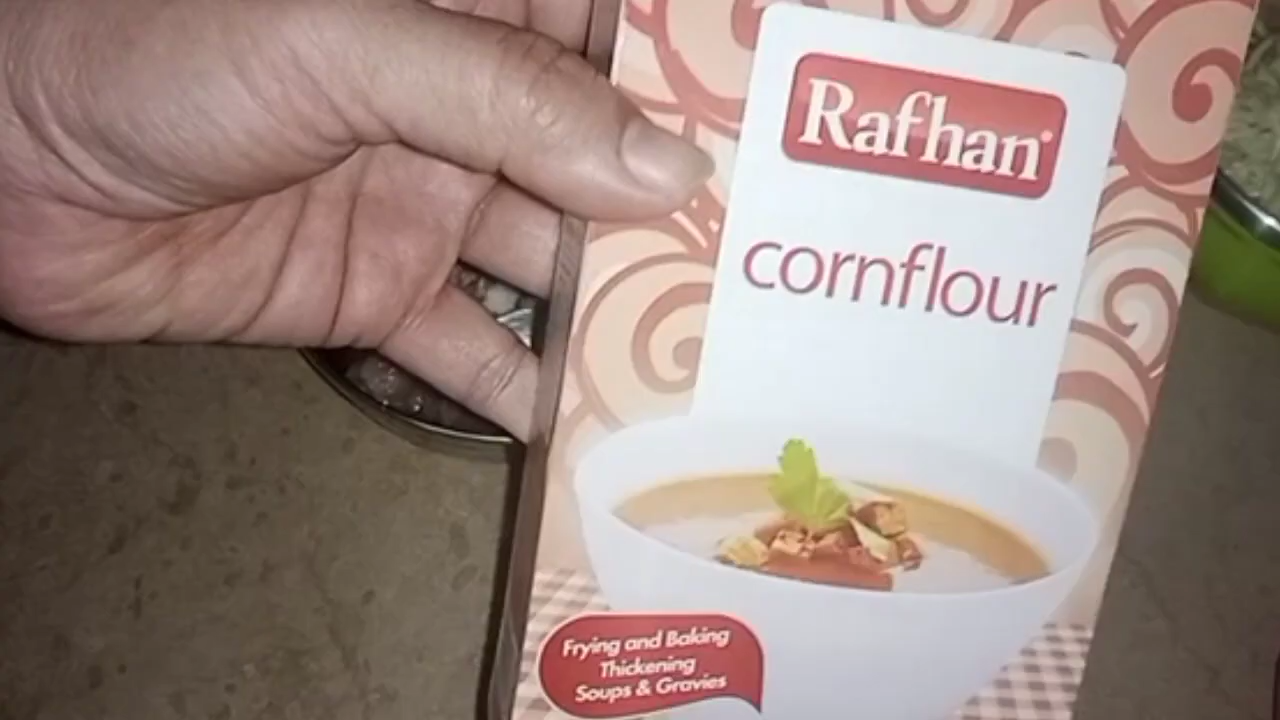 Rafhan
cornflour
Frying and Baking
Thickening
Soups & Gravies